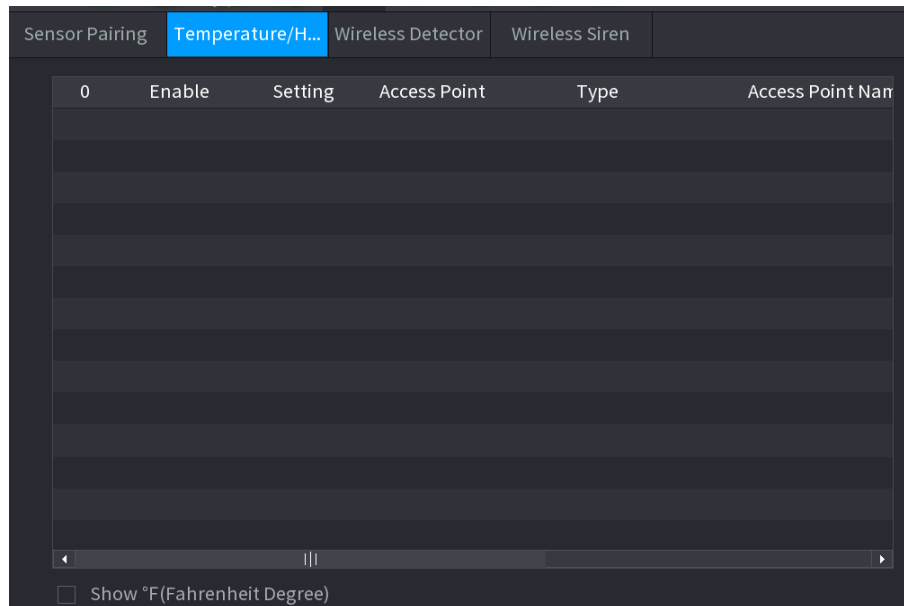 Sensor Pairing Temperature/H... Wireless Detector Wireless Siren
0 Enable Setting Access Point Type Access Point Nam
Show °F(Fahrenheit Degree)